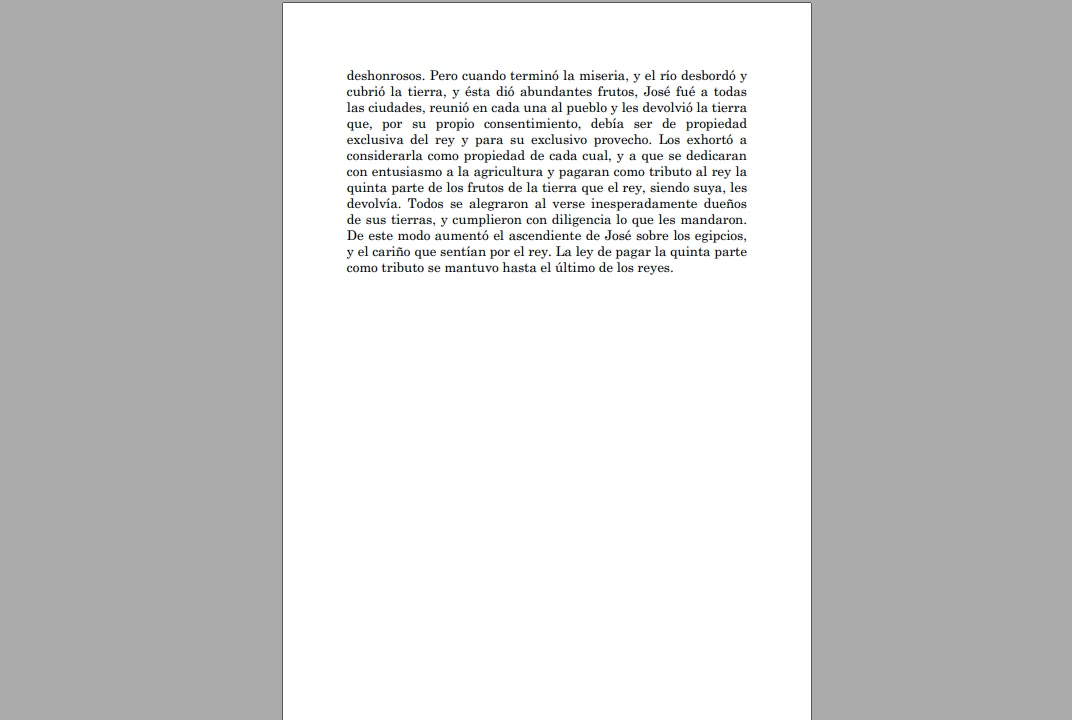 deshonrosos. Pero cuando terminó la miseria, y el río desbordó y
cubrió la tierra, y ésta dió abundantes frutos, José fué a todas
las ciudades, reunió en cada una al pueblo y les devolvió la tierra
que, por su propio consentimiento, debía ser de propiedad
exclusiva del rey y para su exclusivo provecho. Los exhortó a
considerarla como propiedad de cada cual, y a que se dedicaran
con entusiasmo a la agricultura y pagaran como tributo al rey la
quinta parte de los frutos de la tierra que el rey, siendo suya, les
devolvía. Todos se alegraron al verse inesperadamente dueños
de sus tierras, y cumplieron con diligencia lo que les mandaron.
De este modo aumentó el ascendiente de José sobre los egipcios,
y el cariño que sentían por el rey. La ley de pagar la quinta parte
como tributo se mantuvo hasta el último de los reyes.